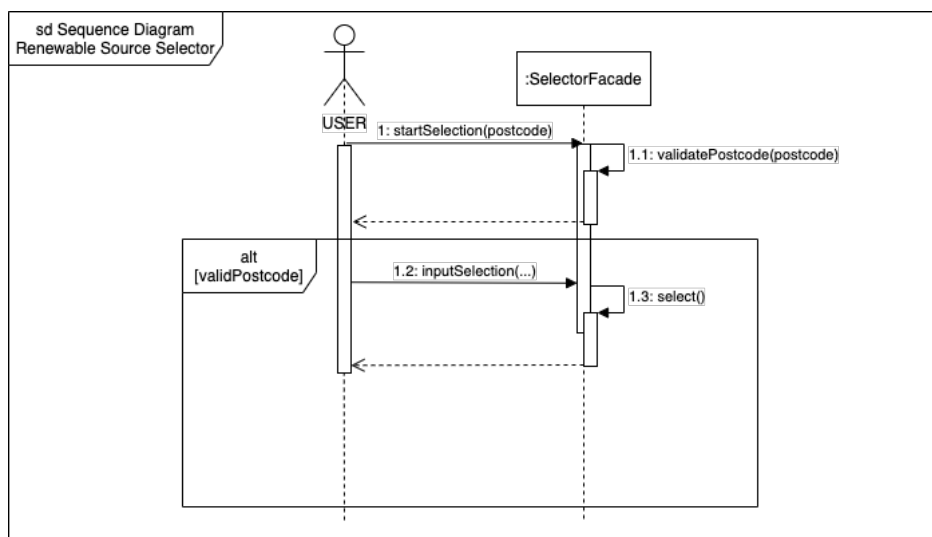 sd Sequence Diagram
Renewable Source Selector
:SelectorFacade
USER
1: startSelection(postcode)
1.1: validatePostcode(postcode)
alt
[validPostcode]
1.2: inputSelection(...)
1.3: select()